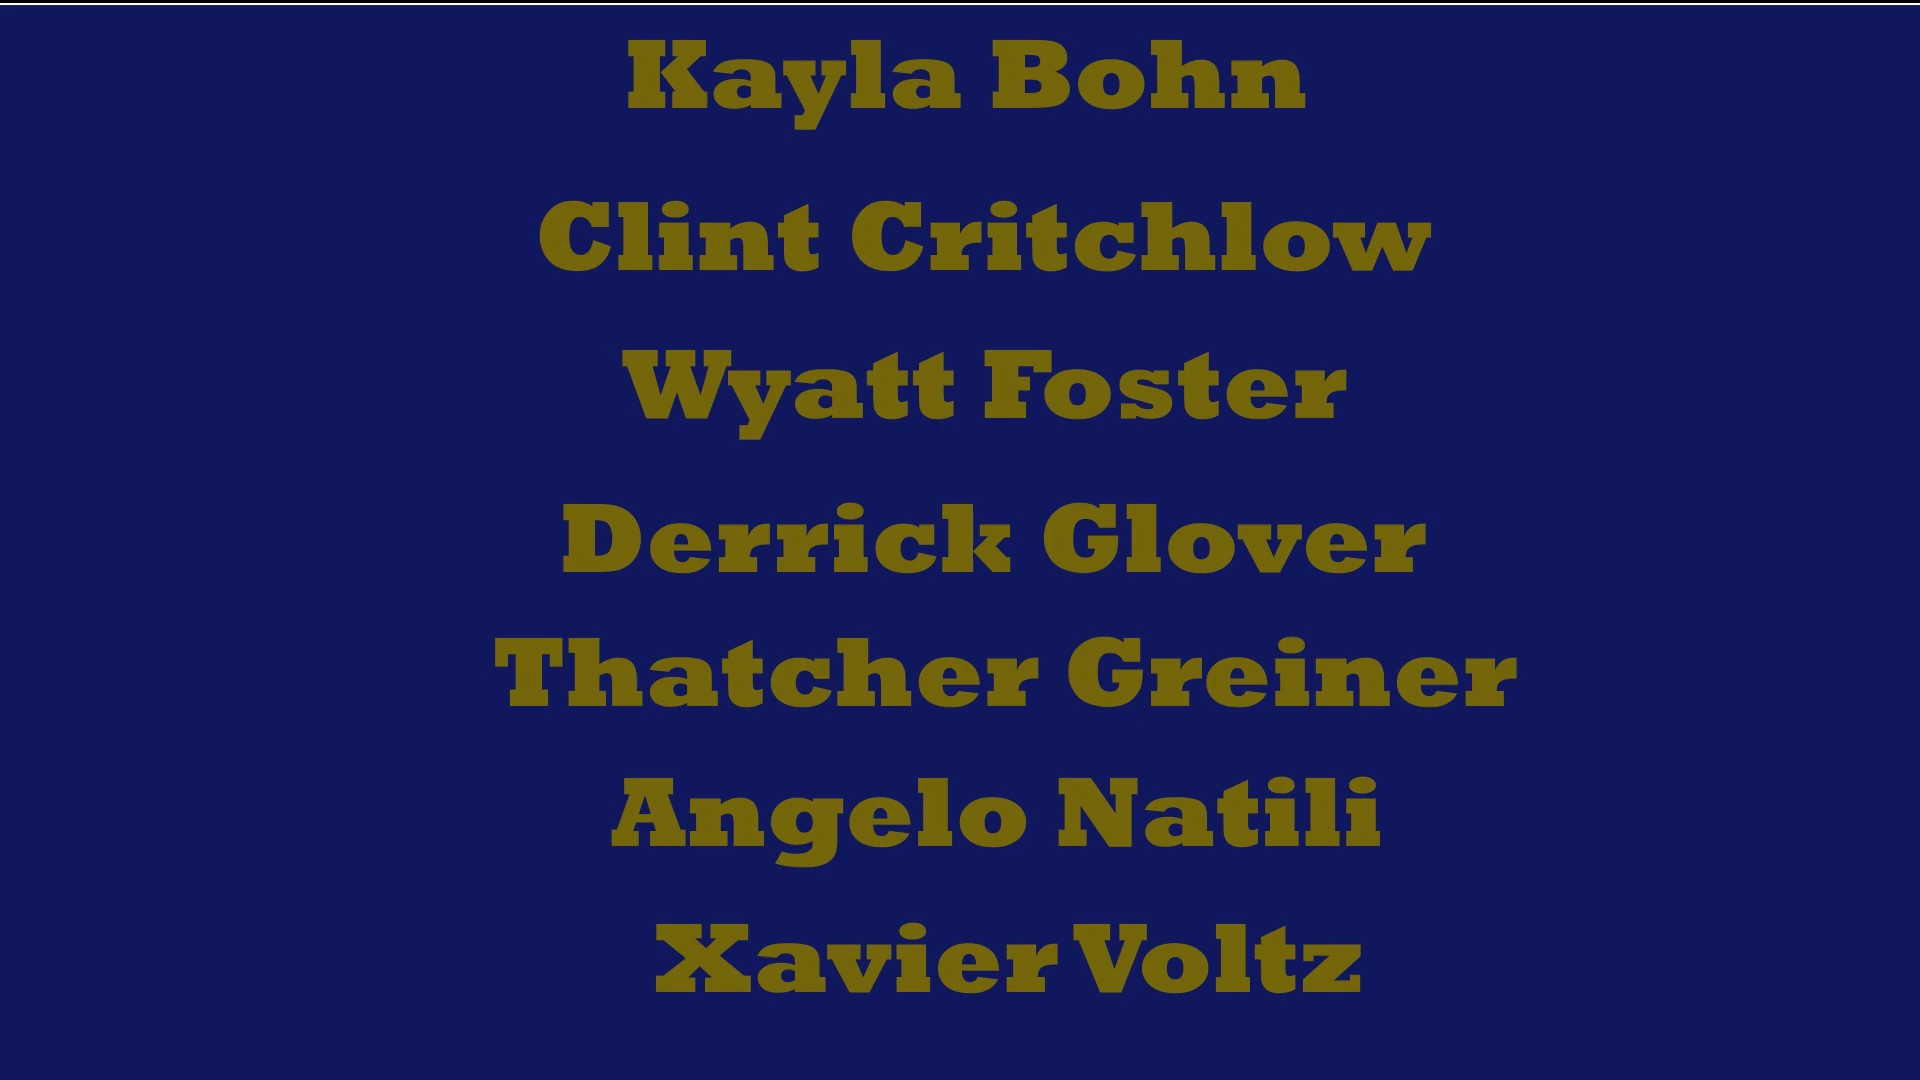 Kayla Bohn
Clint Critchlow
Wyatt Foster
Derrick Glover
Thatcher Greiner
Angelo Natili
Xavier Voltz